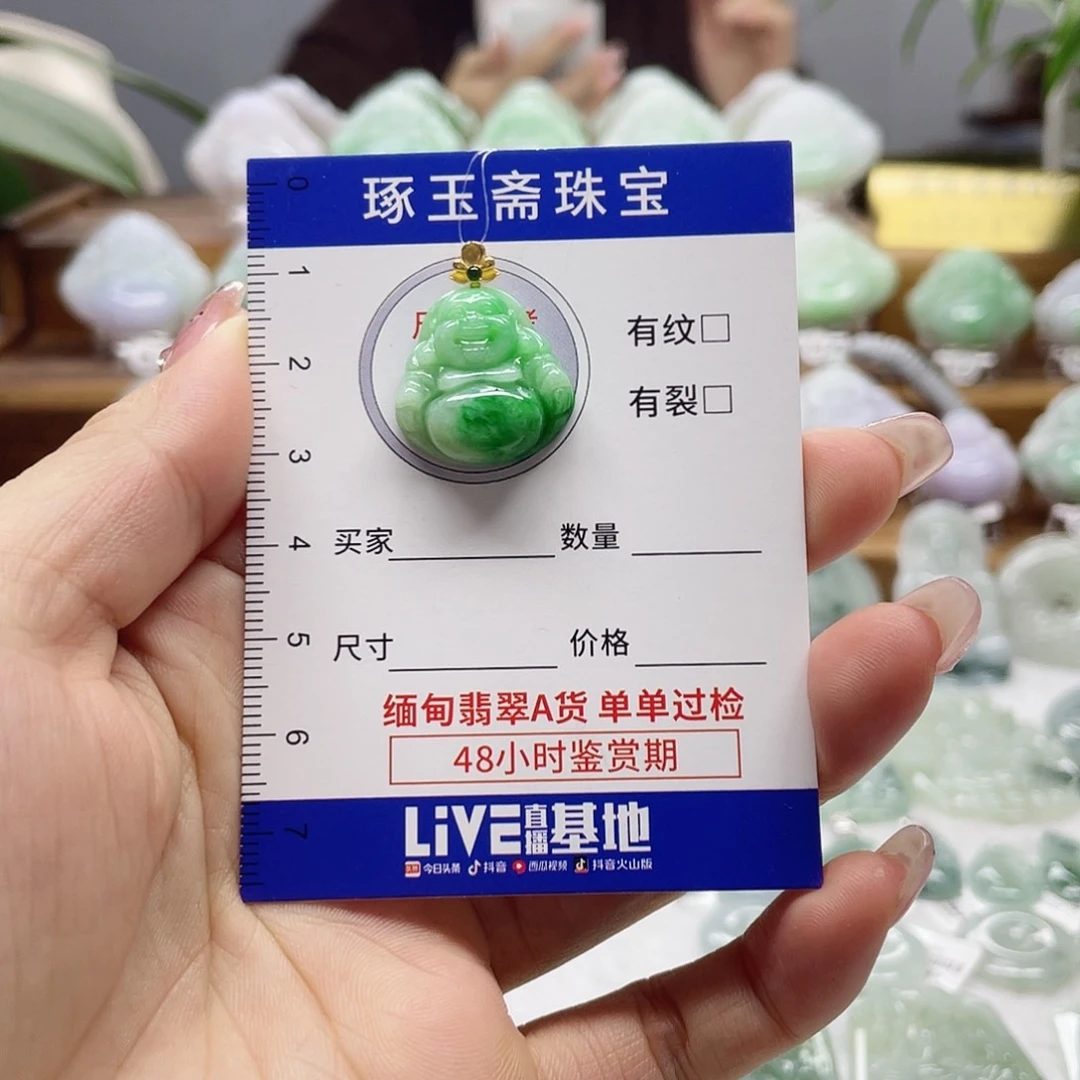 琢玉斋珠宝
0
1
2
3
4
5
6
7
有纹□
有裂□
买家 数量
尺寸 价格
缅甸翡翠A货 单单过检
48小时鉴赏期
LiVE直播基地
今日头条 抖音 西瓜视频 抖音火山版